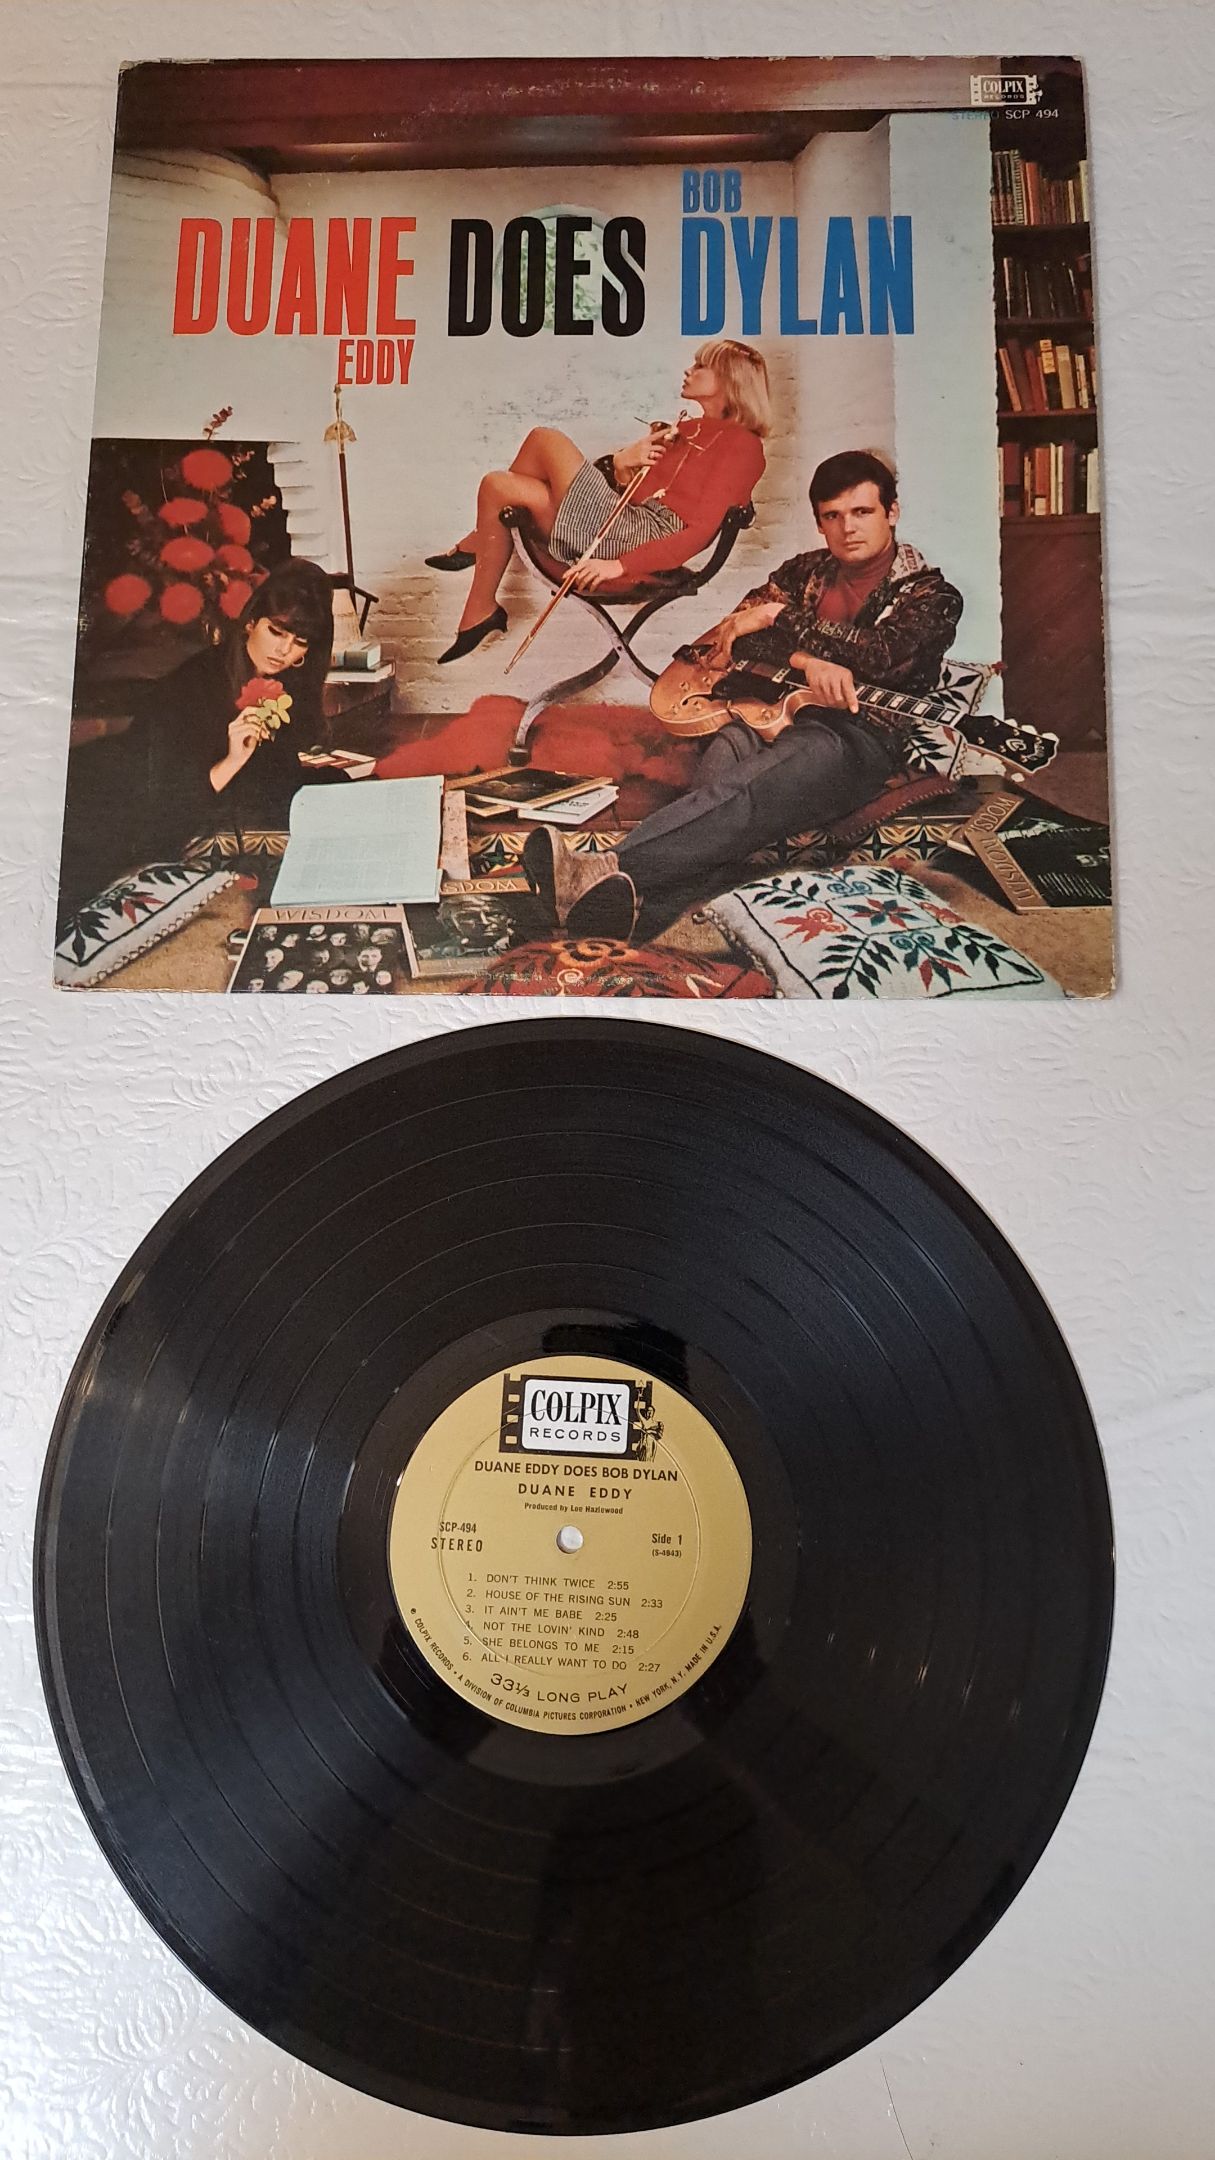 COLPIX
RECORDS
STEREO SCP 494
DUANE DOES BOB DYLAN
EDDY
WISDOM
WISDOM
WISDOM
WISDOM
COLPIX
RECORDS
DUANE EDDY DOES BOB DYLAN
DUANE EDDY
Produced by Lee Hazlewood
SCP-494
STEREO
Side 1
(S-4943)
1. DON'T THINK TWICE 2:55
2. HOUSE OF THE RISING SUN 2:33
3. IT AIN'T ME BABE 2:25
4. NOT THE LOVIN' KIND 2:48
5. SHE BELONGS TO ME 2:15
6. ALL I REALLY WANT TO DO 2:27
33⅓ LONG PLAY
℗ COLPIX RECORDS • A DIVISION OF COLUMBIA PICTURES CORPORATION • NEW YORK, N.Y. MADE IN U.S.A.